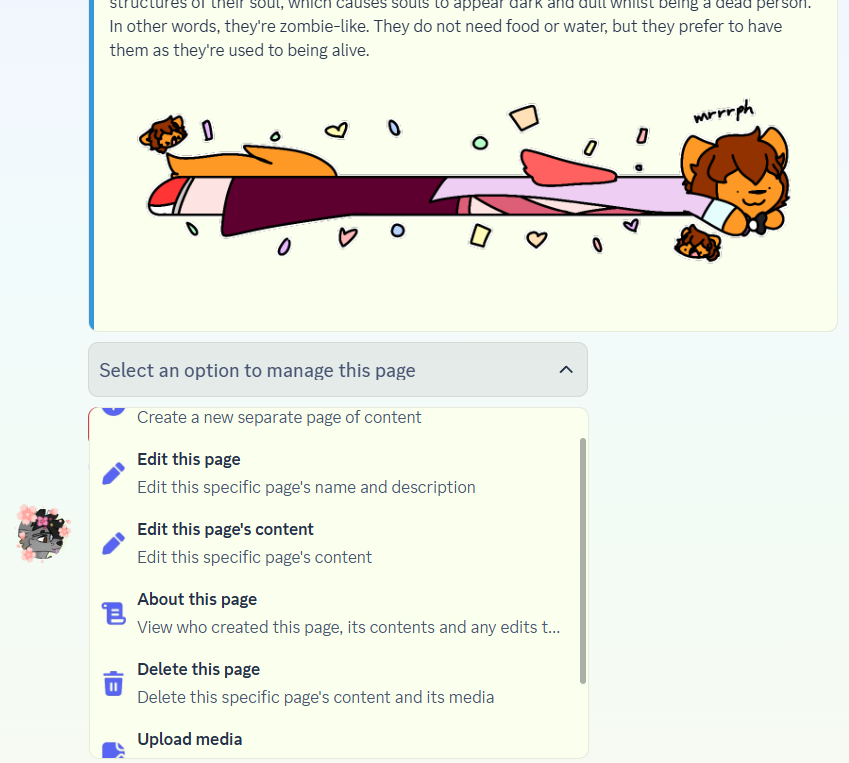 structures of their soul, which causes souls to appear dark and dull whilst being a dead person.
In other words, they're zombie-like. They do not need food or water, but they prefer to have
them as they're used to being alive.
mrrrph
Select an option to manage this page
Create a new separate page of content
Edit this page
Edit this specific page's name and description
Edit this page's content
Edit this specific page's content
About this page
View who created this page, its contents and any edits t...
Delete this page
Delete this specific page's content and its media
Upload media